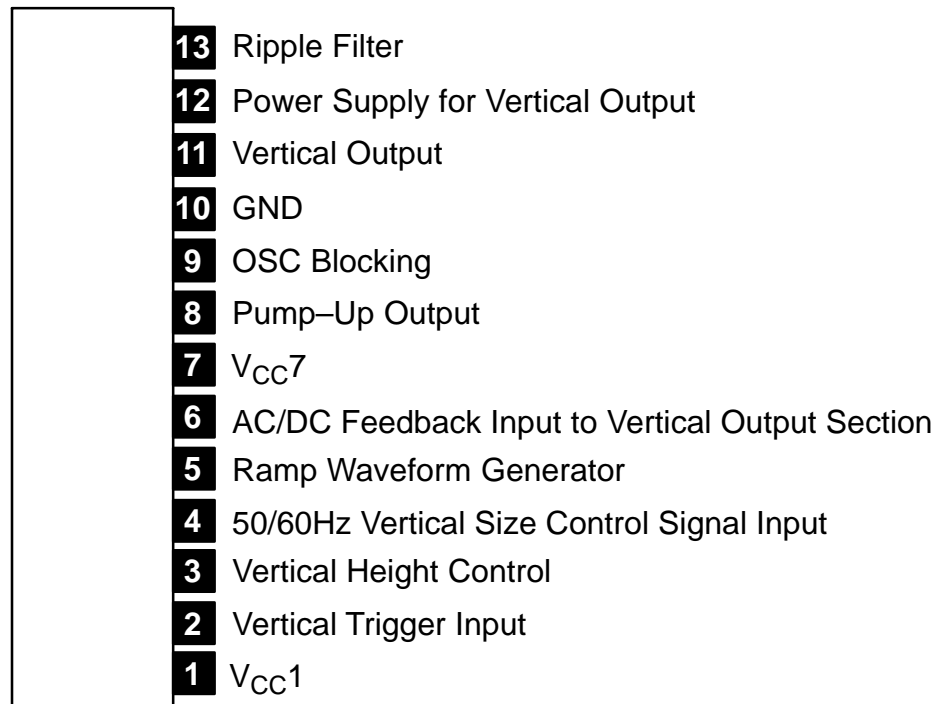 13 Ripple Filter
12 Power Supply for Vertical Output
11 Vertical Output
10 GND
9 OSC Blocking
8 Pump–Up Output
7 VCC7
6 AC/DC Feedback Input to Vertical Output Section
5 Ramp Waveform Generator
4 50/60Hz Vertical Size Control Signal Input
3 Vertical Height Control
2 Vertical Trigger Input
1 VCC1